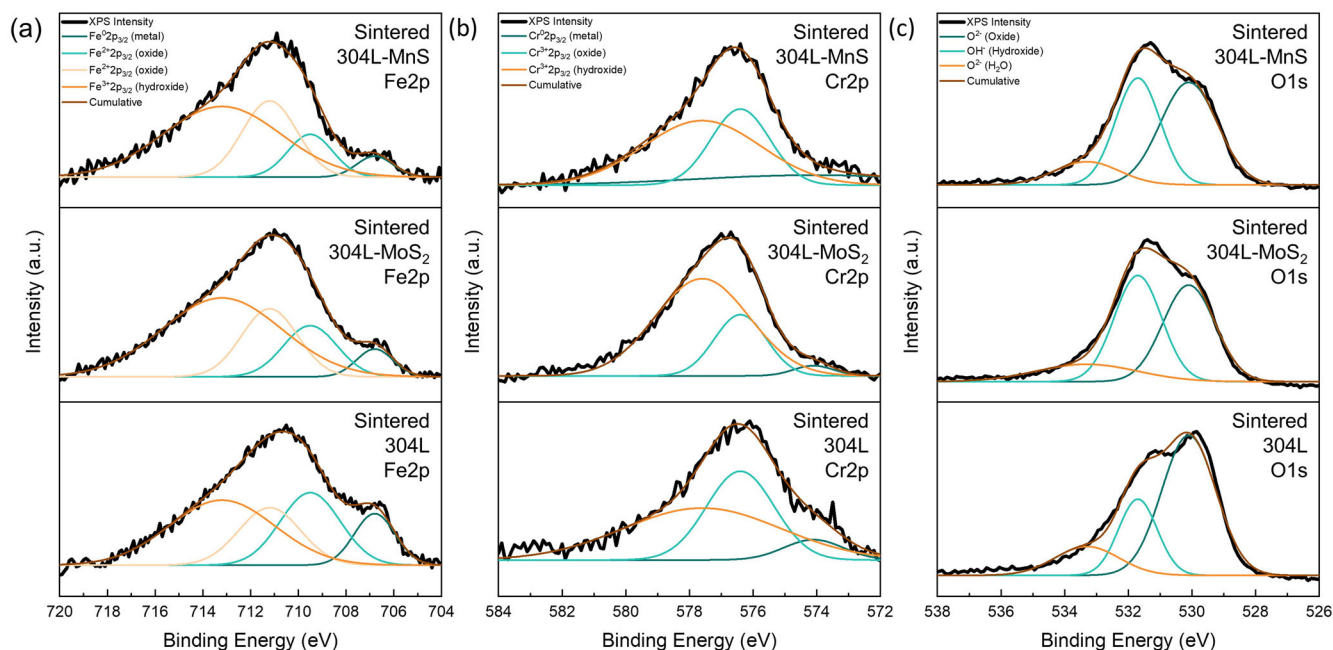 (a)
XPS Intensity
Fe⁰2p₃/₂ (metal)
Fe²⁺2p₃/₂ (oxide)
Fe²⁺2p₃/₂ (oxide)
Fe³⁺2p₃/₂ (hydroxide)
Cumulative
Sintered
304L-MnS
Fe2p
Sintered
304L-MoS₂
Fe2p
Sintered
304L
Fe2p
Intensity (a.u.)
720 718 716 714 712 710 708 706 704
Binding Energy (eV)
(b)
XPS Intensity
Cr⁰2p₃/₂ (metal)
Cr³⁺2p₃/₂ (oxide)
Cr³⁺2p₃/₂ (hydroxide)
Cumulative
Sintered
304L-MnS
Cr2p
Sintered
304L-MoS₂
Cr2p
Sintered
304L
Cr2p
Intensity (a.u.)
584 582 580 578 576 574 572
Binding Energy (eV)
(c)
XPS Intensity
O²⁻ (Oxide)
OH⁻ (Hydroxide)
O²⁻ (H₂O)
Cumulative
Sintered
304L-MnS
O1s
Sintered
304L-MoS₂
O1s
Sintered
304L
O1s
Intensity (a.u.)
538 536 534 532 530 528 526
Binding Energy (eV)